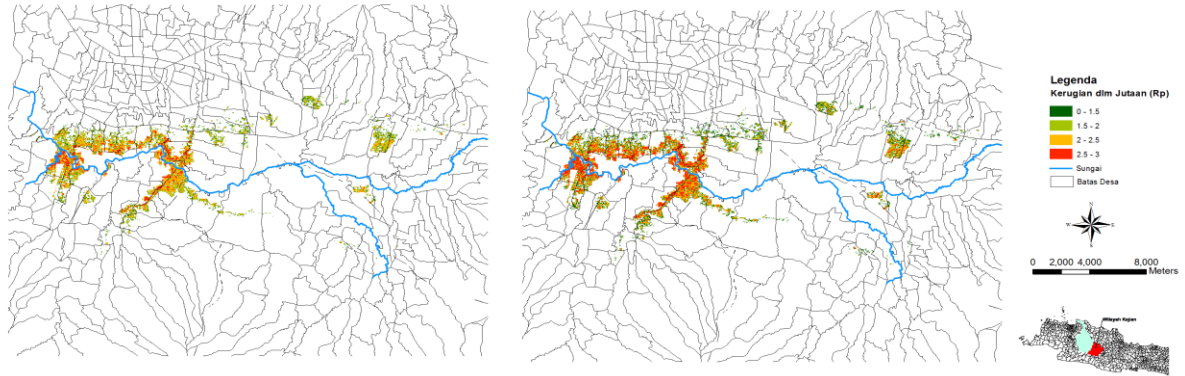 Legenda
Kerugian dlm Jutaan (Rp)
0 - 1.5
1.5 - 2
2 - 2.5
2.5 - 3
Sungai
Batas Desa
N
W E
S
0 2,000 4,000 8,000
Meters
Wilayah Kajian